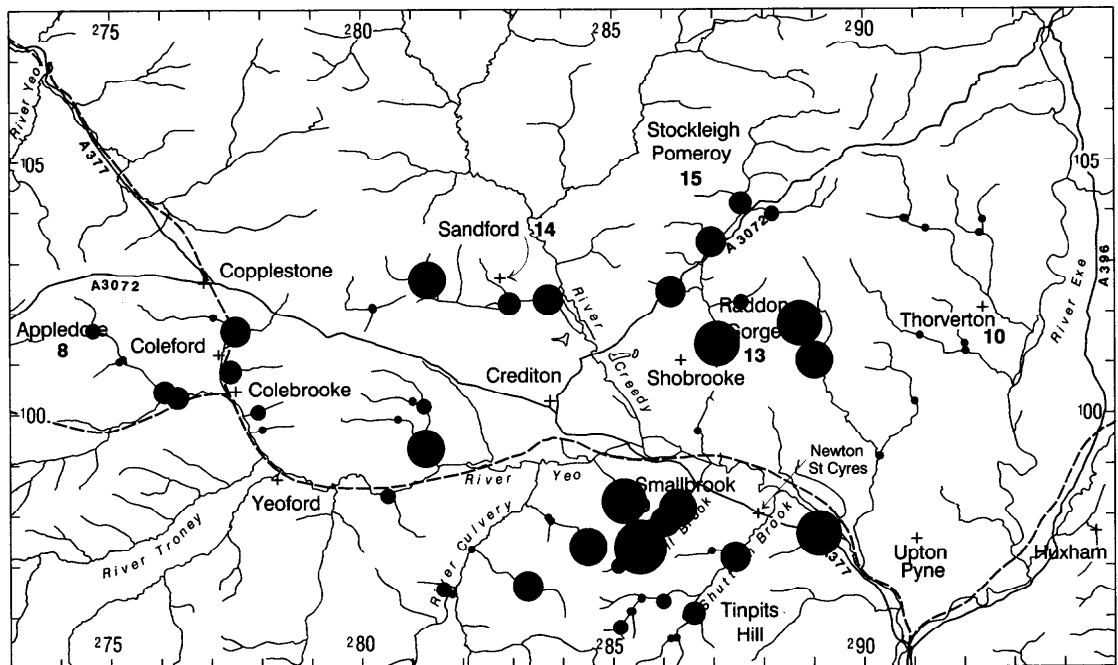 275
280
285
290
River Yeo
A377
105
Stockleigh
Pomeroy
15
105
Sandford 14
A3072
A396
Copplestone
A3072
River
Raddon
Gorge
13
River Exe
Appledore
8
Coleford
Thorverton
10
Creedy
Shobrooke
Crediton
Colebrooke
100
100
Newton
St Cyres
River Yeo
Smallbrook
Yeoford
River Troney
River Culvery
Brook
Brook
A377
Upton
Pyne
Huxham
Tinpits
Hill
275
280
285
290